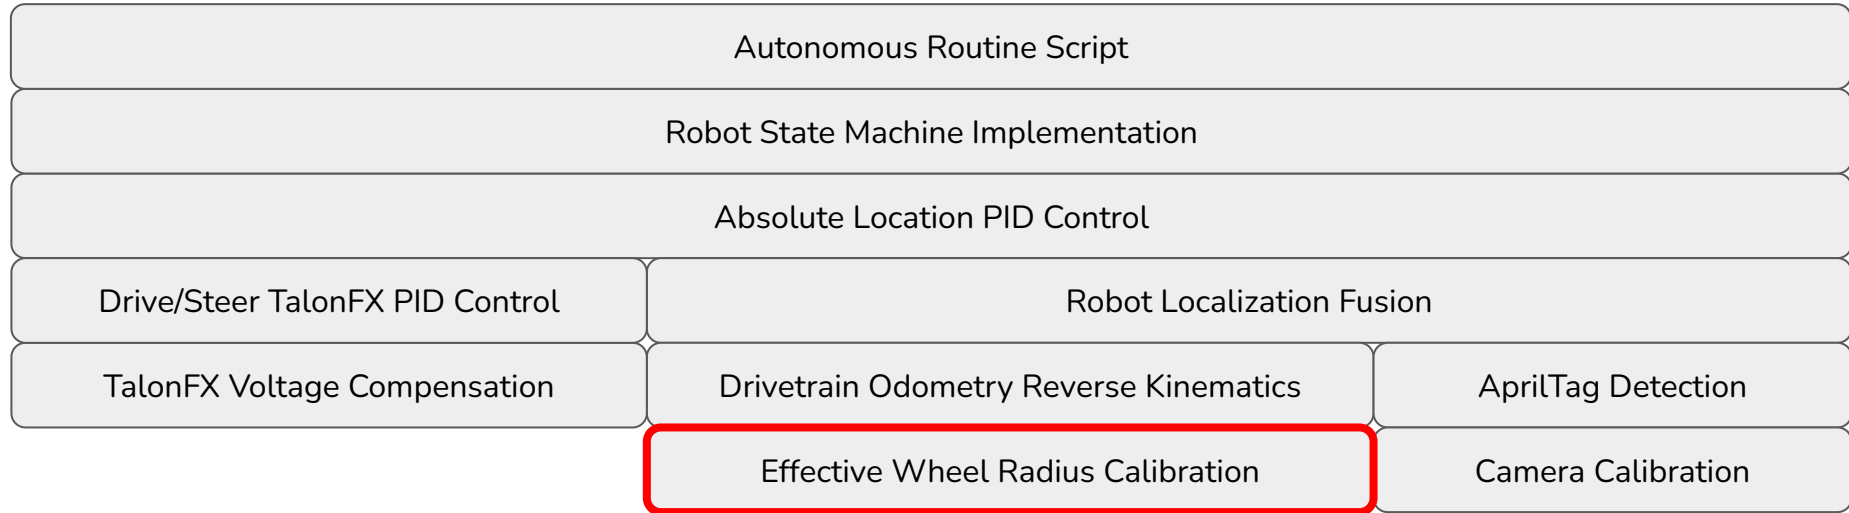 Autonomous Routine Script
Robot State Machine Implementation
Absolute Location PID Control
Drive/Steer TalonFX PID Control
Robot Localization Fusion
TalonFX Voltage Compensation
Drivetrain Odometry Reverse Kinematics
AprilTag Detection
Effective Wheel Radius Calibration
Camera Calibration